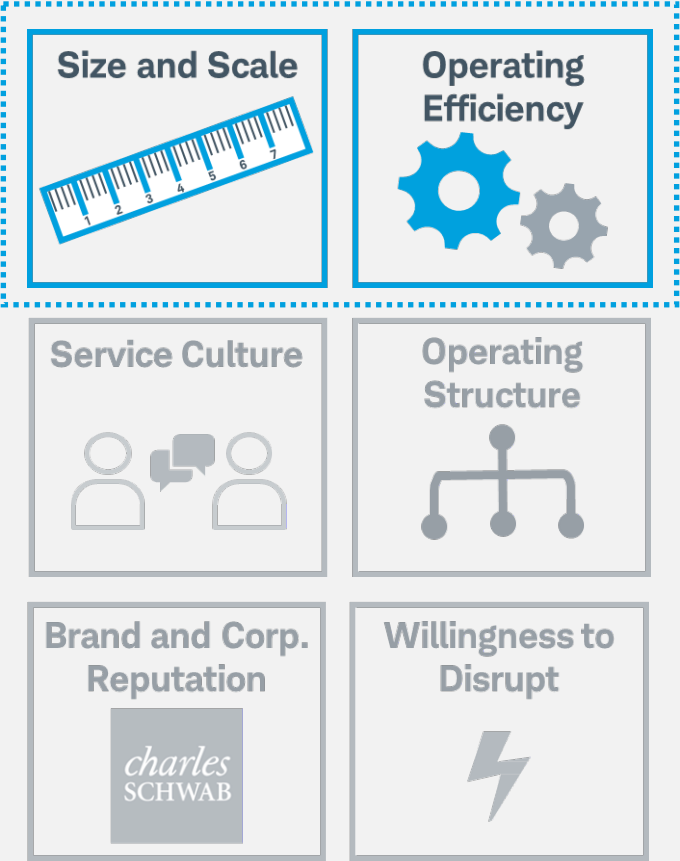 Size and Scale
1 2 3 4 5 6 7
Operating
Efficiency
Service Culture
Operating
Structure
Brand and Corp.
Reputation
charles
SCHWAB
Willingness to
Disrupt